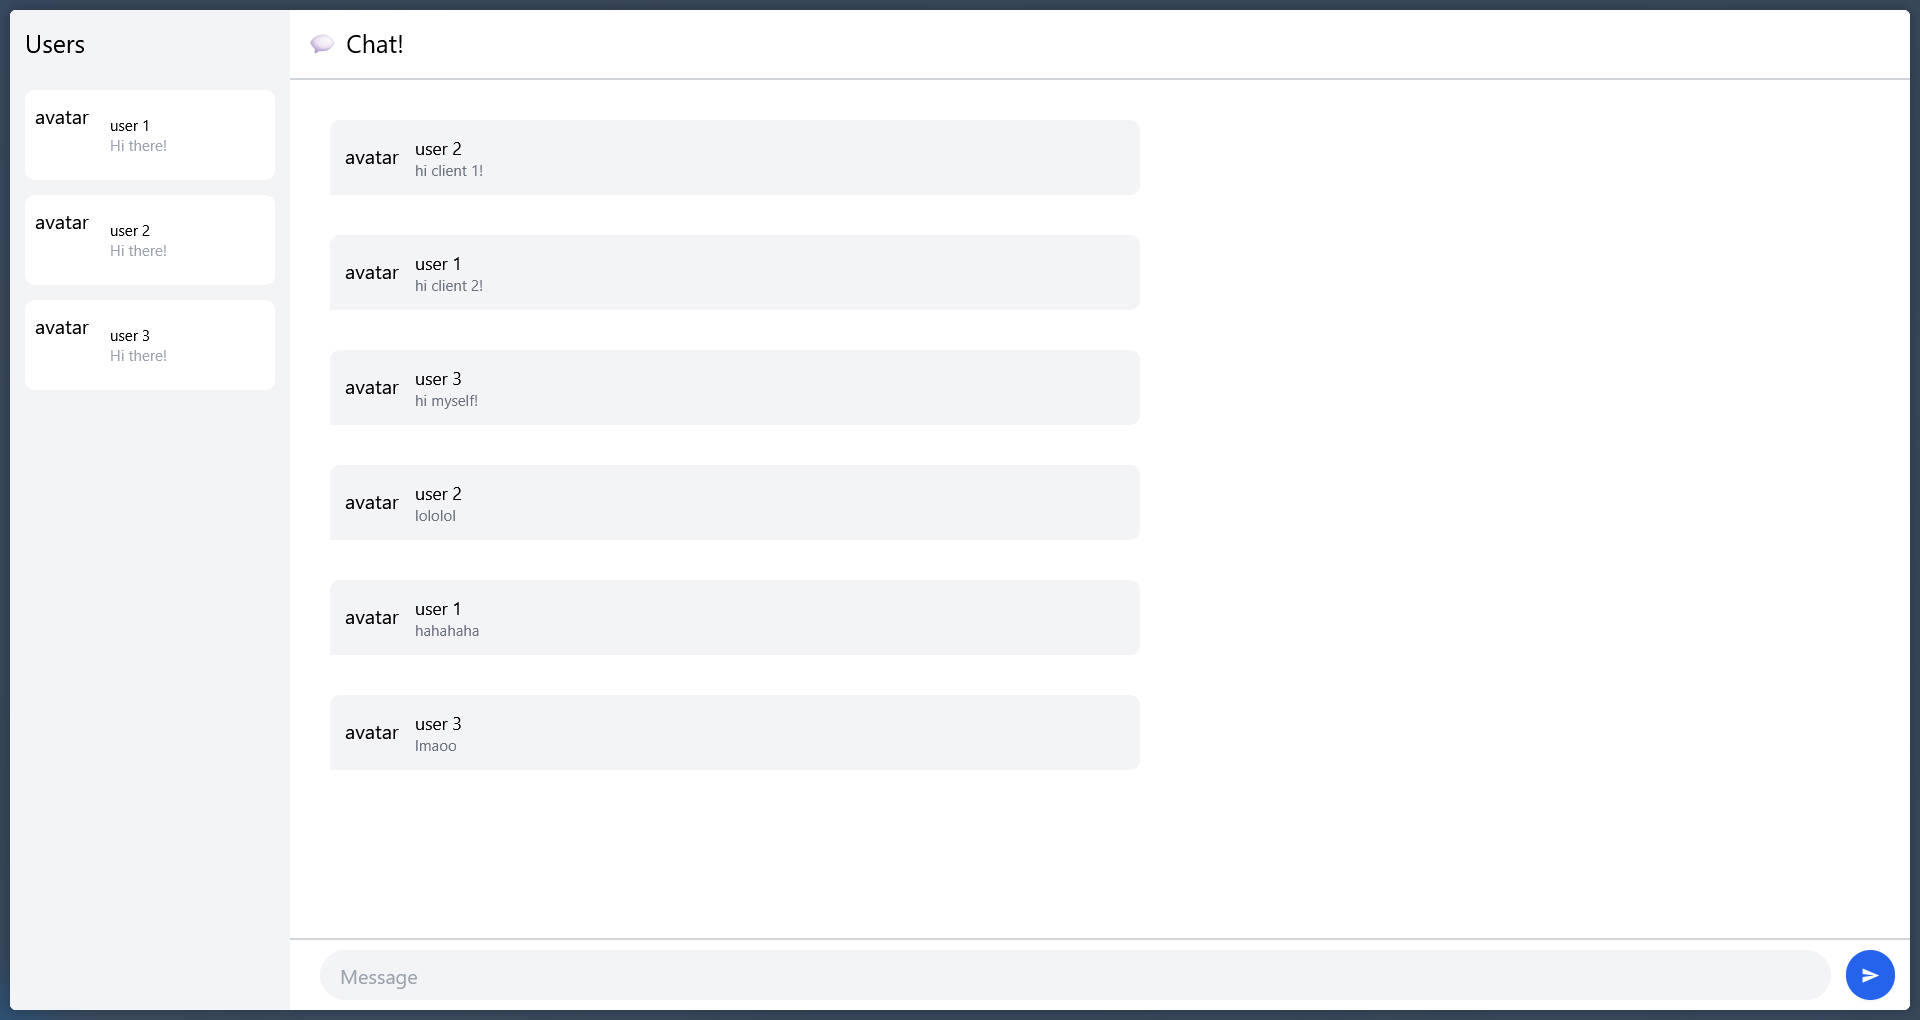 Users
avatar
user 1
Hi there!
avatar
user 2
Hi there!
avatar
user 3
Hi there!
Chat!
avatar
user 2
hi client 1!
avatar
user 1
hi client 2!
avatar
user 3
hi myself!
avatar
user 2
lololol
avatar
user 1
hahahaha
avatar
user 3
lmaoo
Message